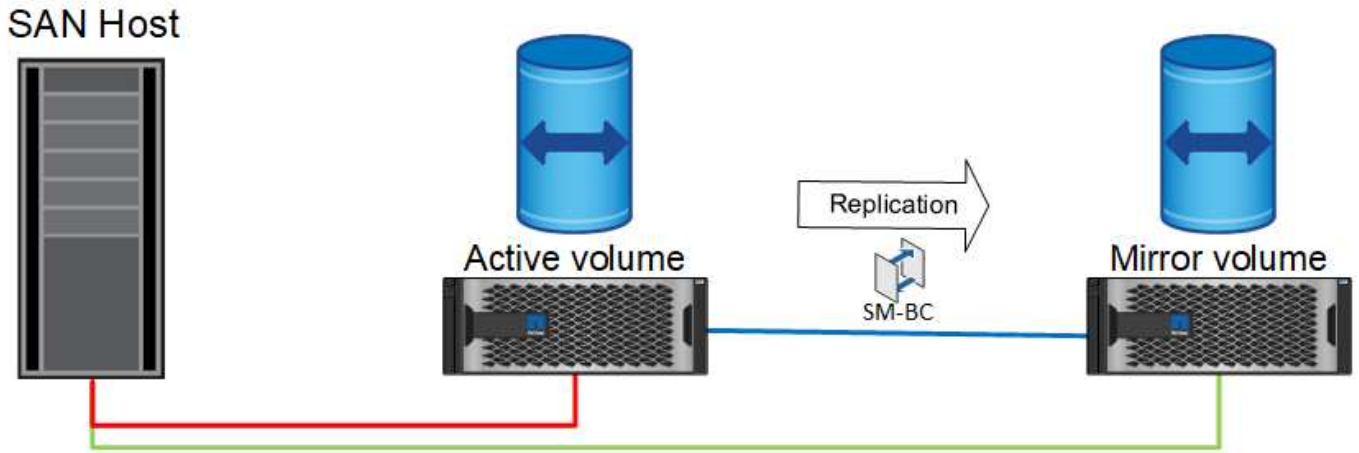 SAN Host
Replication
Active volume
Mirror volume
SM-BC